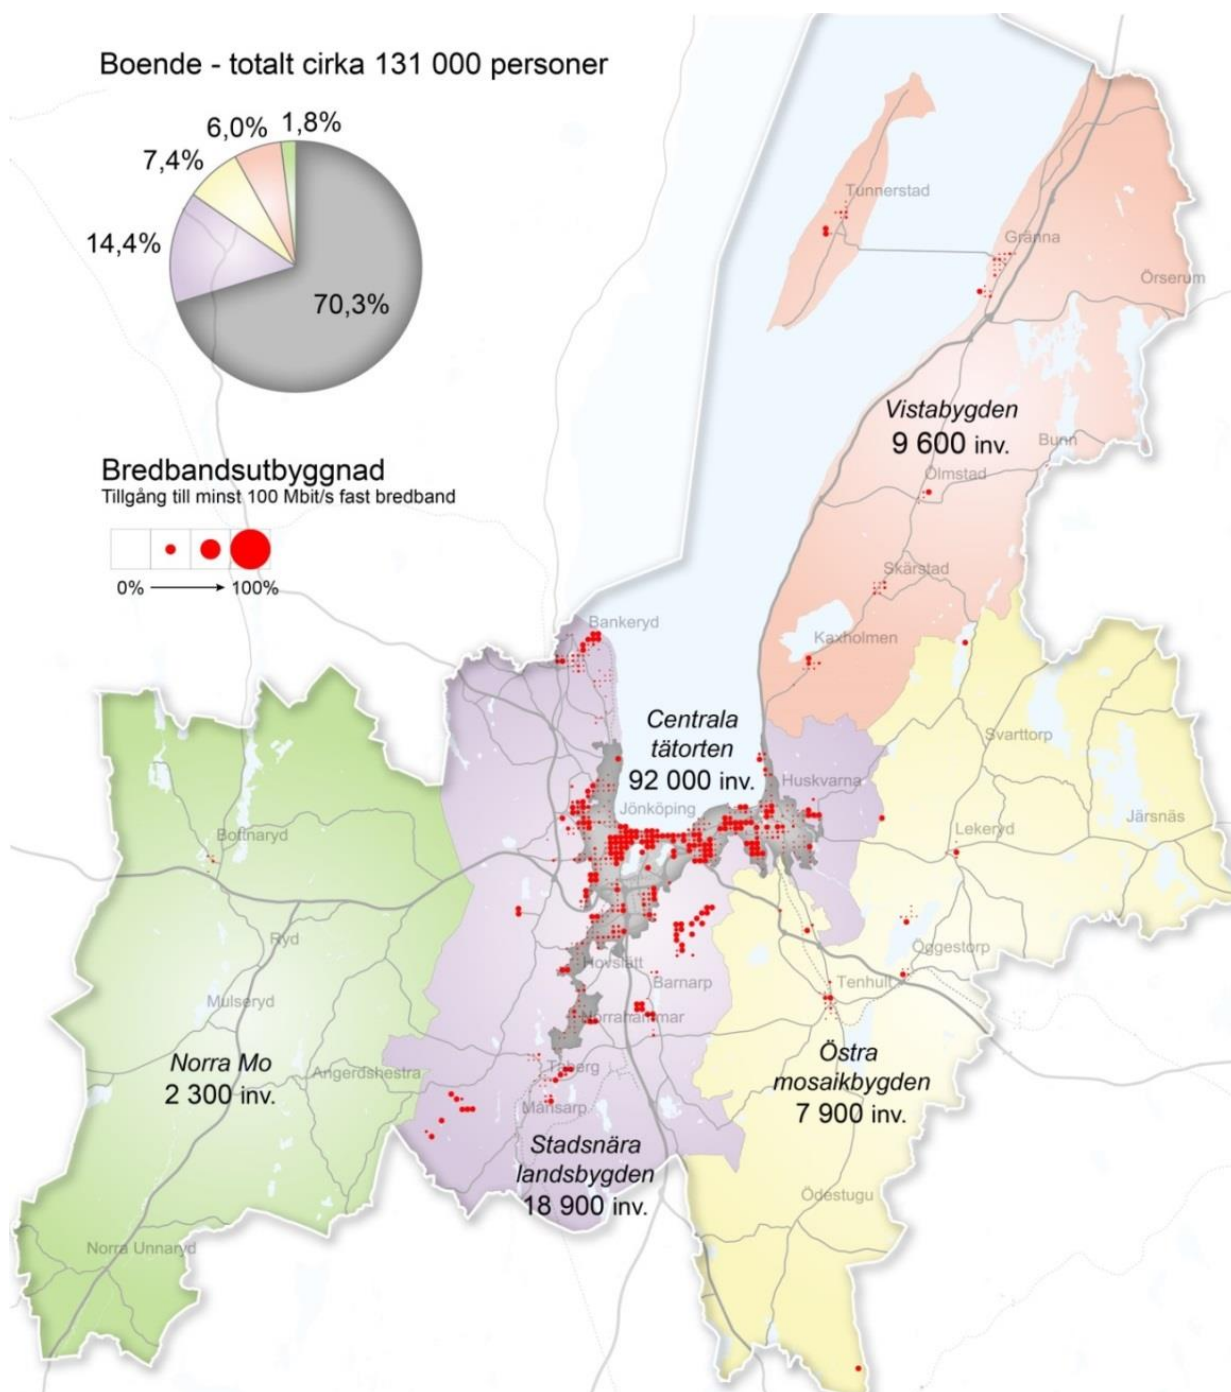 Boende - totalt cirka 131 000 personer
6,0%
1,8%
7,4%
14,4%
70,3%
Bredbandsutbyggnad
Tillgång till minst 100 Mbit/s fast bredband
0%
100%
Tunnerstad
Gränna
Örserum
Vistabygden
9 600 inv.
Bunn
Ölmstad
Skärstad
Kaxholmen
Bankeryd
Centrala
tätorten
92 000 inv.
Jönköping
Huskvarna
Svarttorp
Järsnäs
Lekeryd
Bottnaryd
Ryd
Mulseryd
Norra Mo
2 300 inv.
Angerdshestra
Norra Unnaryd
Hovslätt
Barnarp
Norrahammar
Taberg
Månsarp
Stadsnära
landsbygden
18 900 inv.
Öggestorp
Tenhult
Östra
mosaikbygden
7 900 inv.
Ödestugu